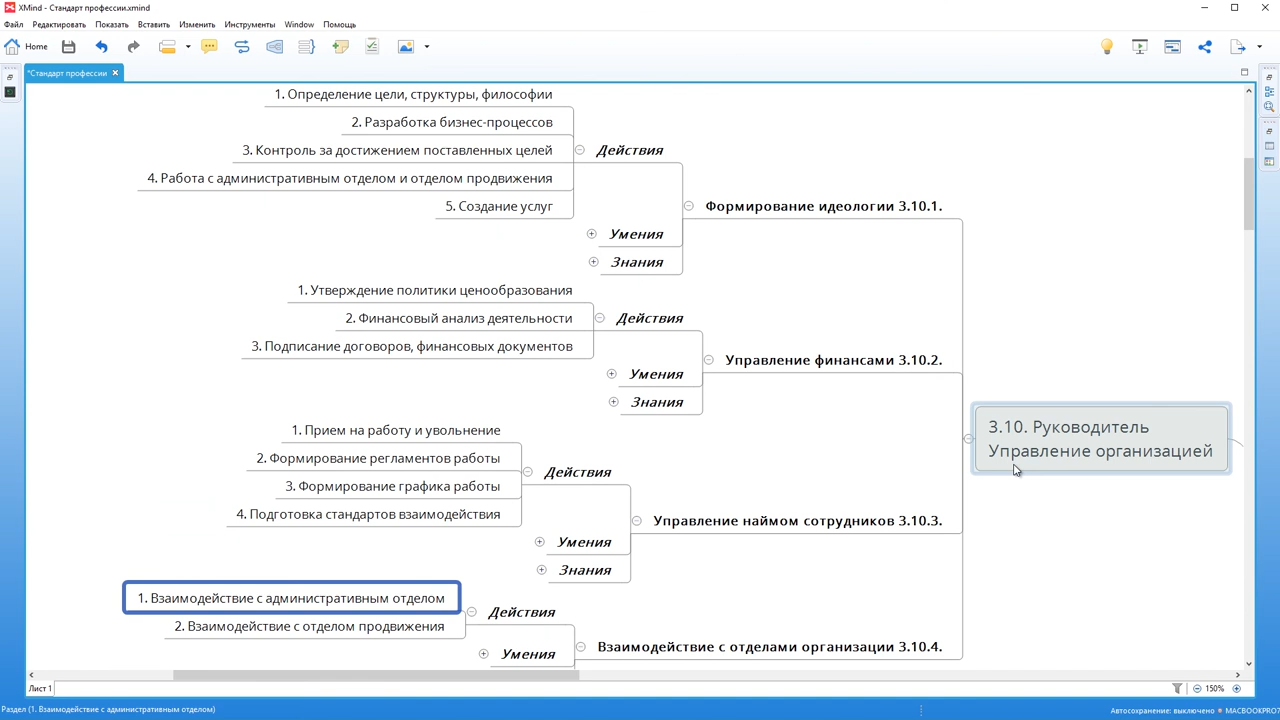 XMind - Стандарт профессии.xmind
Файл Редактировать Показать Вставить Изменить Инструменты Window Помощь
Home
*Стандарт профессии
1. Определение цели, структуры, философии
2. Разработка бизнес-процессов
3. Контроль за достижением поставленных целей
4. Работа с административным отделом и отделом продвижения
5. Создание услуг
Действия
Умения
Знания
Формирование идеологии 3.10.1.
1. Утверждение политики ценообразования
2. Финансовый анализ деятельности
3. Подписание договоров, финансовых документов
Действия
Умения
Знания
Управление финансами 3.10.2.
1. Прием на работу и увольнение
2. Формирование регламентов работы
3. Формирование графика работы
4. Подготовка стандартов взаимодействия
Действия
Умения
Знания
Управление наймом сотрудников 3.10.3.
1. Взаимодействие с административным отделом
2. Взаимодействие с отделом продвижения
Действия
Умения
Взаимодействие с отделами организации 3.10.4.
3.10. Руководитель
Управление организацией
Лист 1
150%
Раздел (1. Взаимодействие с административным отделом)
Автосохранение: выключено MACBOOKPRO7